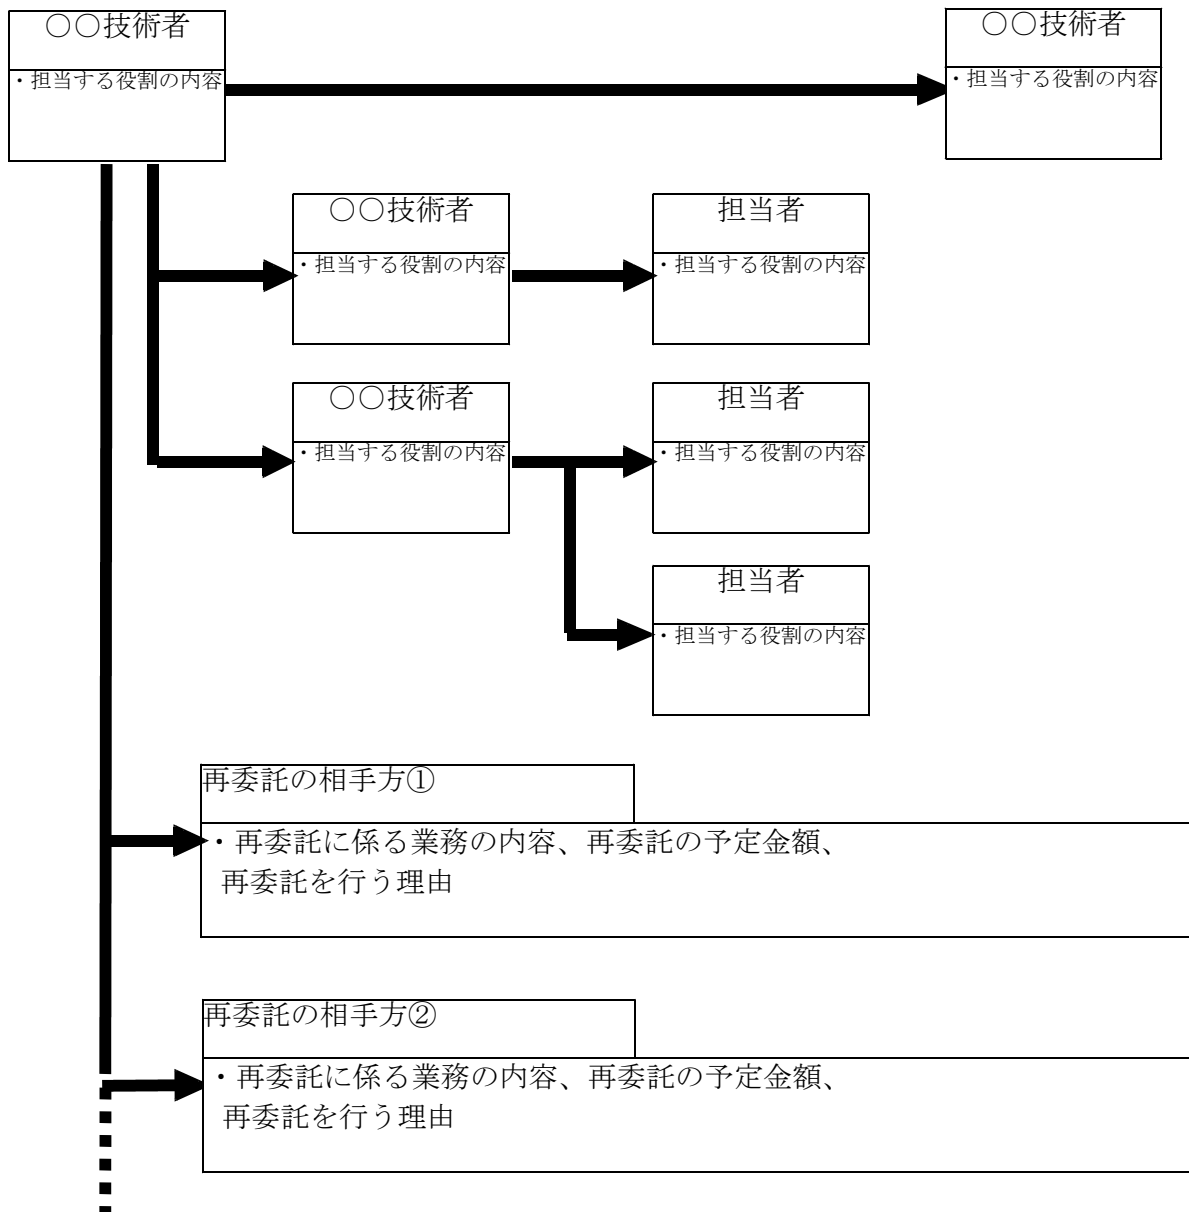 ○○技術者
・担当する役割の内容
○○技術者
・担当する役割の内容
○○技術者
・担当する役割の内容
担当者
・担当する役割の内容
○○技術者
・担当する役割の内容
担当者
・担当する役割の内容
担当者
・担当する役割の内容
再委託の相手方①
・再委託に係る業務の内容、再委託の予定金額、
再委託を行う理由
再委託の相手方②
・再委託に係る業務の内容、再委託の予定金額、
再委託を行う理由